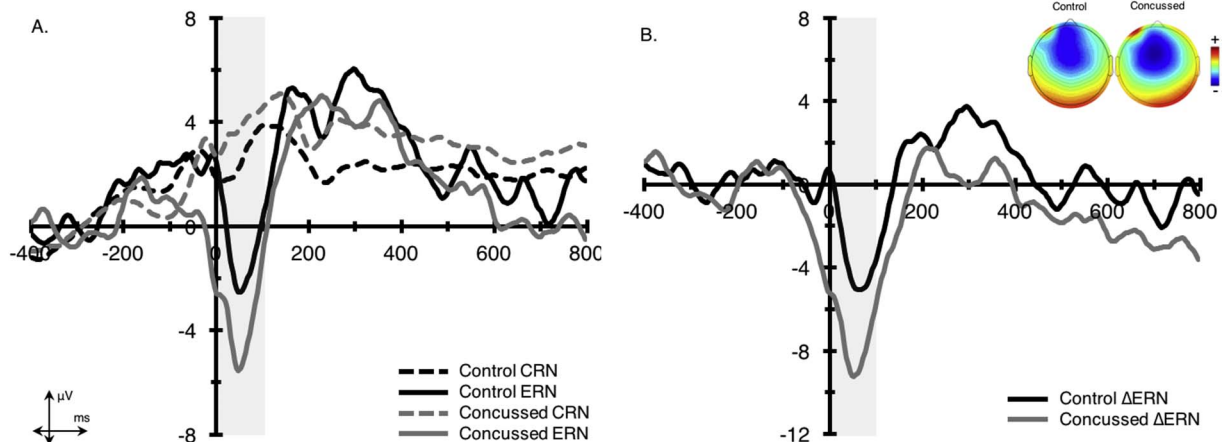 A.
8
4
0
-4
-8
-400
-200
0
200
400
600
800
µV
ms
Control CRN
Control ERN
Concussed CRN
Concussed ERN
B.
8
4
0
-4
-8
-12
-400
-200
0
200
400
600
800
Control
Concussed
+
-
Control ΔERN
Concussed ΔERN